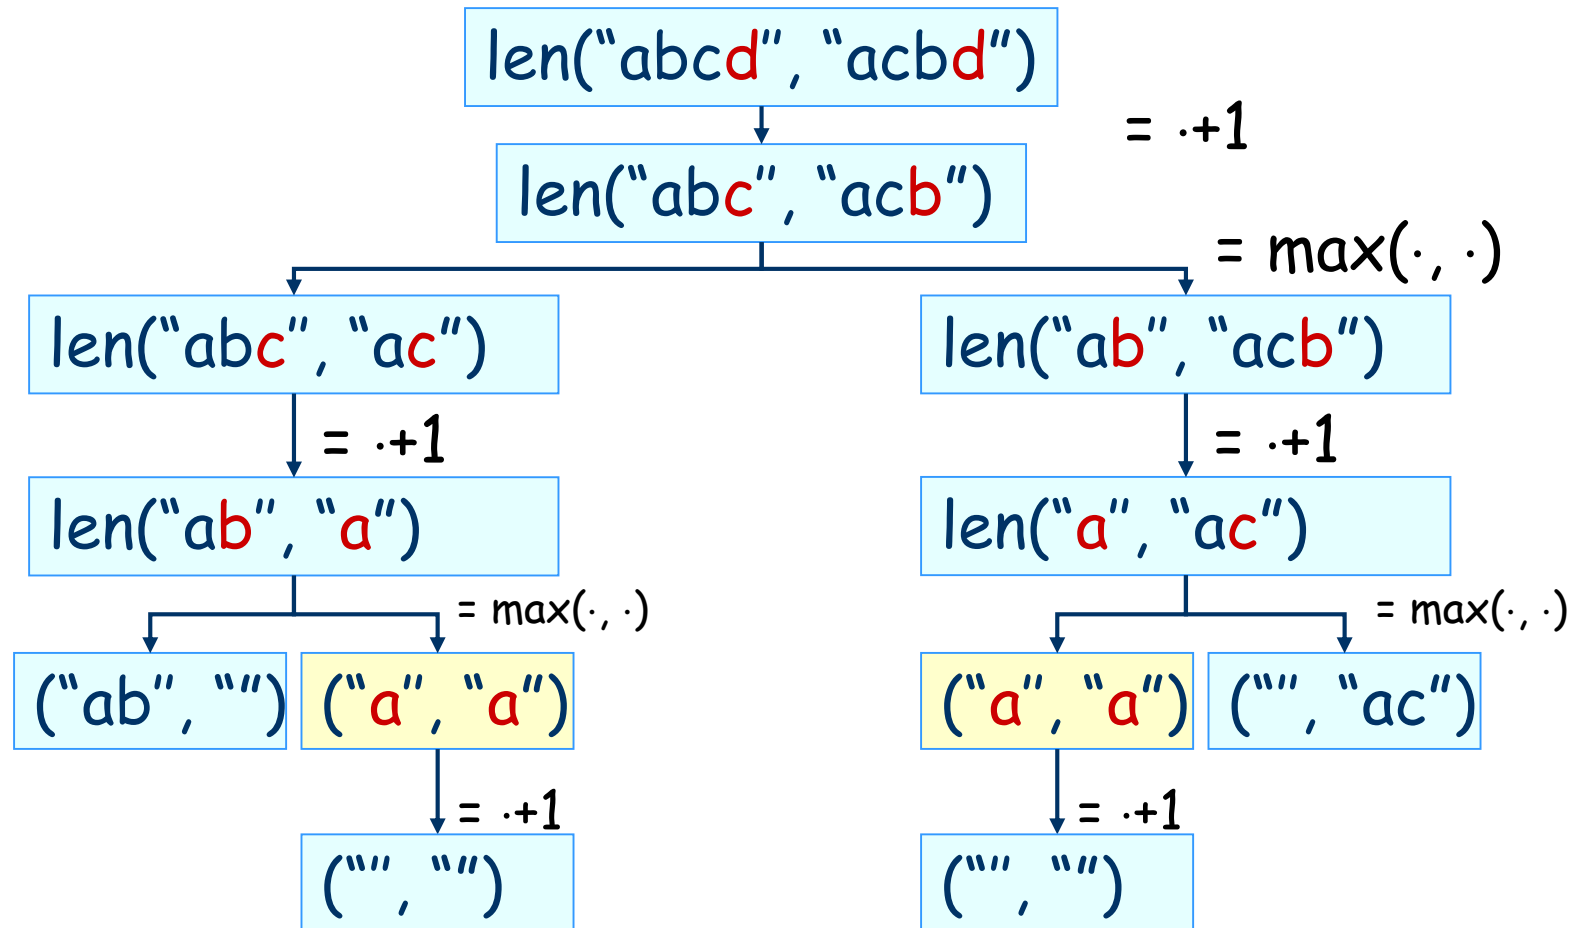 len(“abcd”, “acbd”)
= ·+1
len(“abc”, “acb”)
= max(·, ·)
len(“abc”, “ac”)
len(“ab”, “acb”)
= ·+1
= ·+1
len(“ab”, “a”)
len(“a”, “ac”)
= max(·, ·)
= max(·, ·)
(“ab”, “”)
(“a”, “a”)
(“a”, “a”)
(“”, “ac”)
= ·+1
= ·+1
(“”, “”)
(“”, “”)